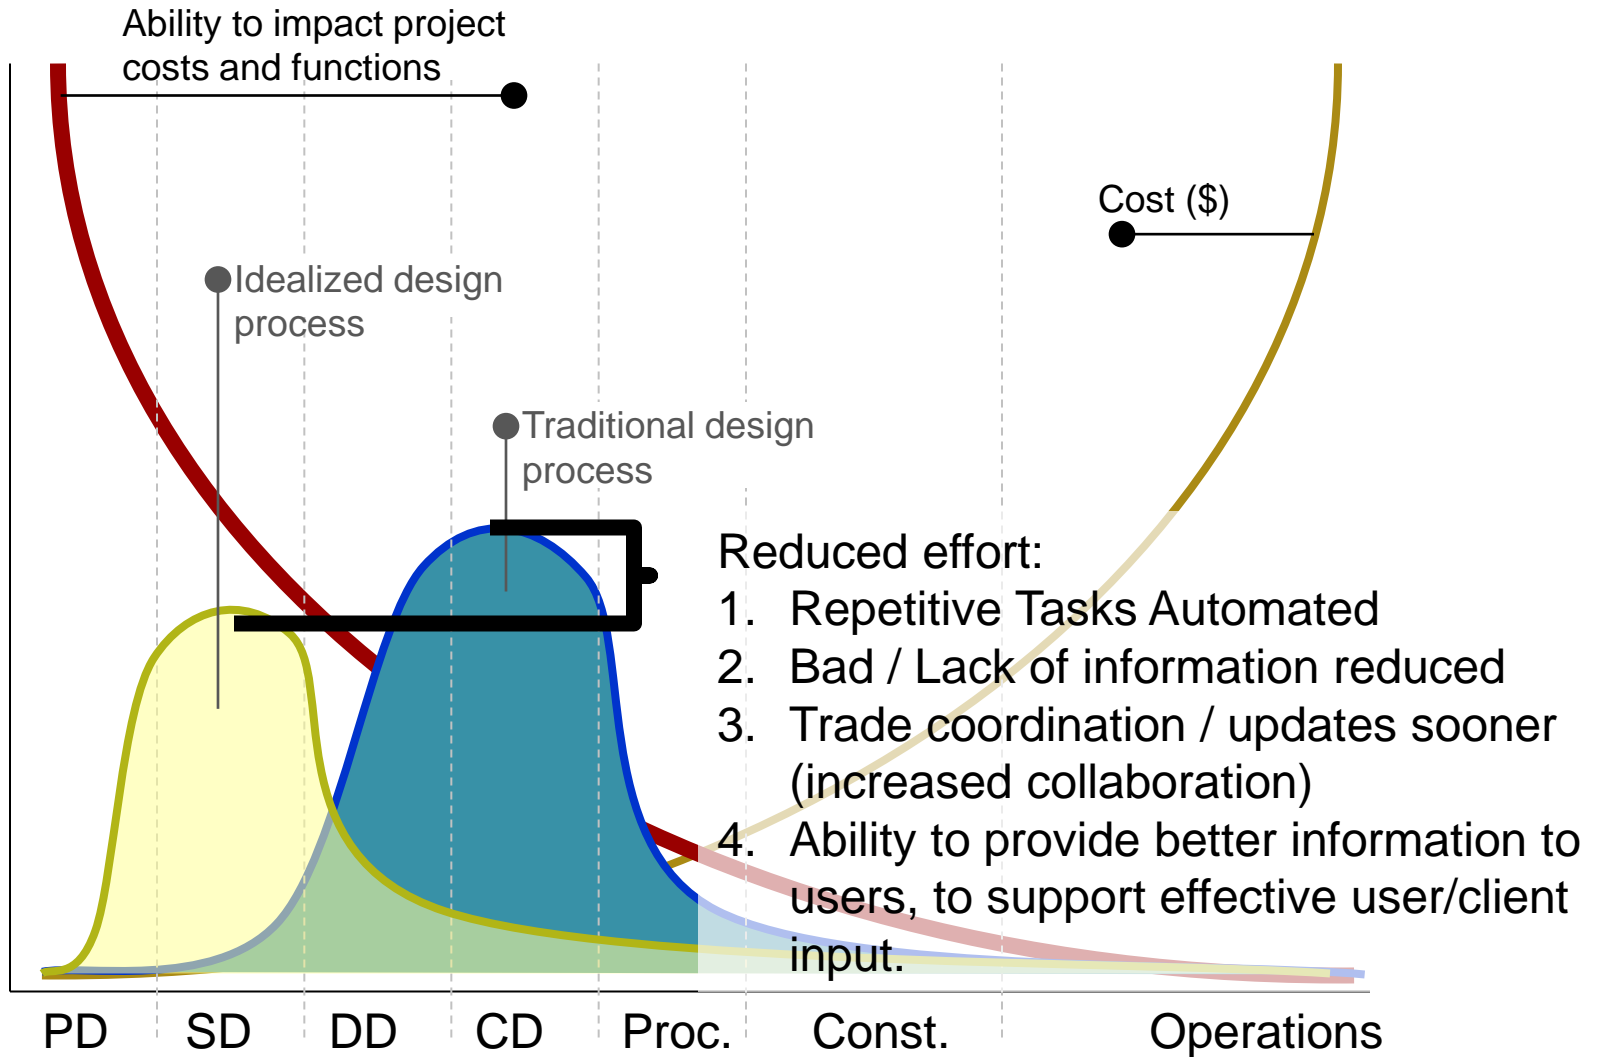 Ability to impact project
costs and functions
Cost ($)
Idealized design
process
Traditional design
process
Reduced effort:
1. Repetitive Tasks Automated
2. Bad / Lack of information reduced
3. Trade coordination / updates sooner
(increased collaboration)
4. Ability to provide better information to
users, to support effective user/client
input.
PD SD DD CD Proc. Const. Operations